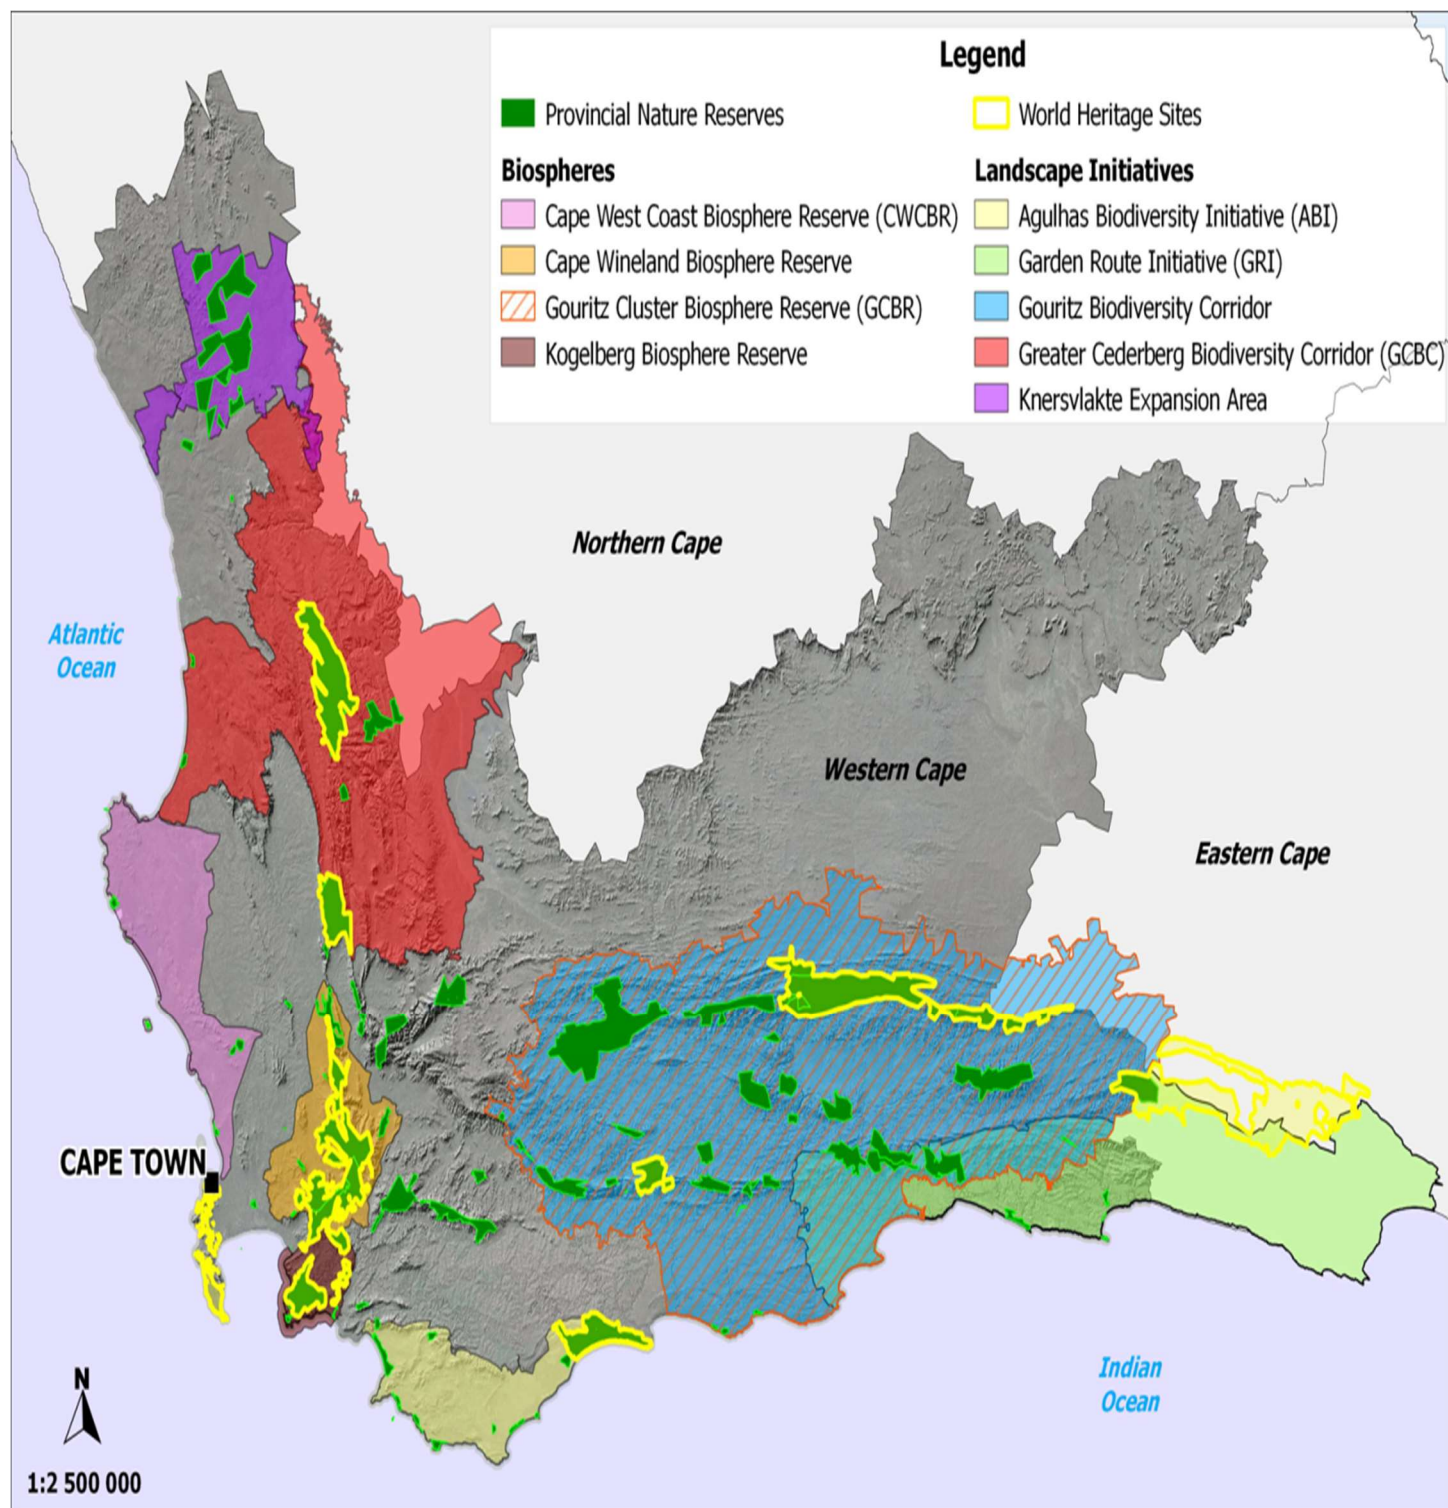 Legend
Provincial Nature Reserves
World Heritage Sites
Biospheres
Landscape Initiatives
Cape West Coast Biosphere Reserve (CWCBR)
Agulhas Biodiversity Initiative (ABI)
Cape Wineland Biosphere Reserve
Garden Route Initiative (GRI)
Gouritz Cluster Biosphere Reserve (GCBR)
Gouritz Biodiversity Corridor
Kogelberg Biosphere Reserve
Greater Cederberg Biodiversity Corridor (GCBC)
Knersvlakte Expansion Area
Northern Cape
Atlantic
Ocean
Western Cape
Eastern Cape
CAPE TOWN
Indian
Ocean
N
1:2 500 000